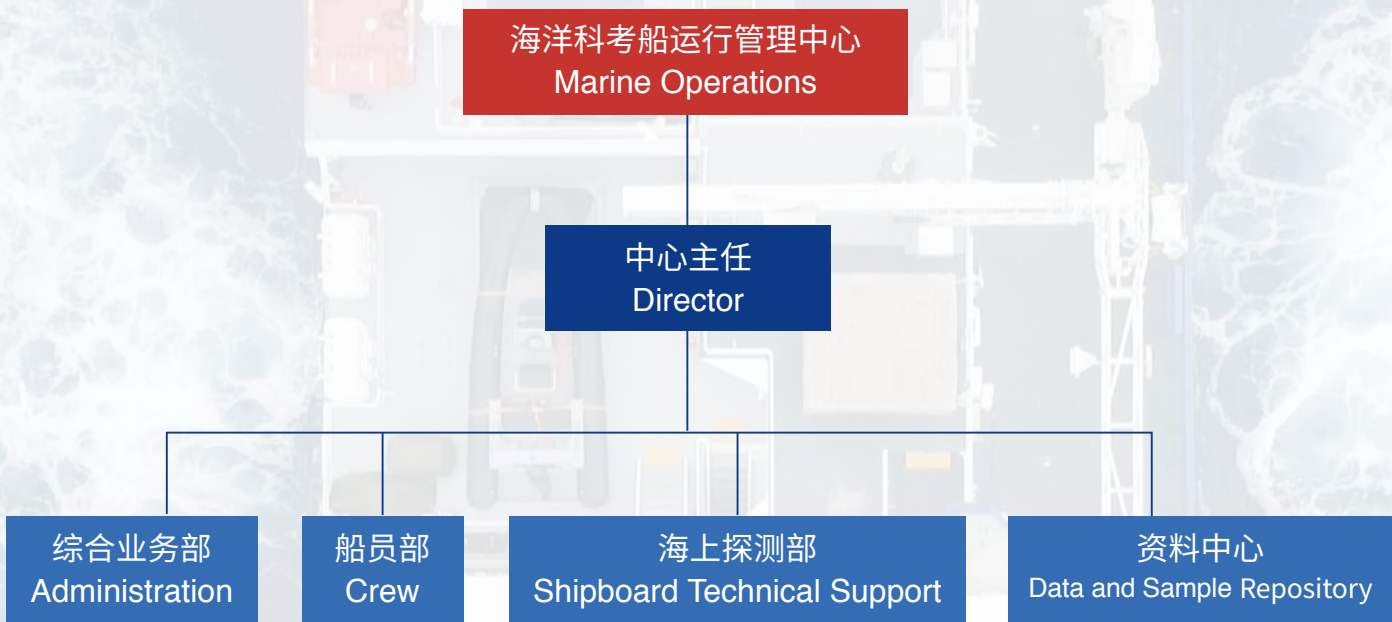 海洋科考船运行管理中心
Marine Operations
中心主任
Director
综合业务部
Administration
船员部
Crew
海上探测部
Shipboard Technical Support
资料中心
Data and Sample Repository